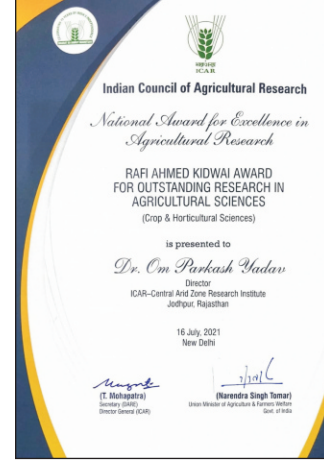 भाकृअनुप
ICAR
Indian Council of Agricultural Research
National Award for Excellence in
Agricultural Research
RAFI AHMED KIDWAI AWARD
FOR OUTSTANDING RESEARCH IN
AGRICULTURAL SCIENCES
(Crop & Horticultural Sciences)
is presented to
Dr. Om Parkash Yadav
Director
ICAR–Central Arid Zone Research Institute
Jodhpur, Rajasthan
16 July, 2021
New Delhi
(T. Mohapatra)
Secretary (DARE)
Director General (ICAR)
(Narendra Singh Tomar)
Union Minister of Agriculture & Farmers Welfare
Govt. of India